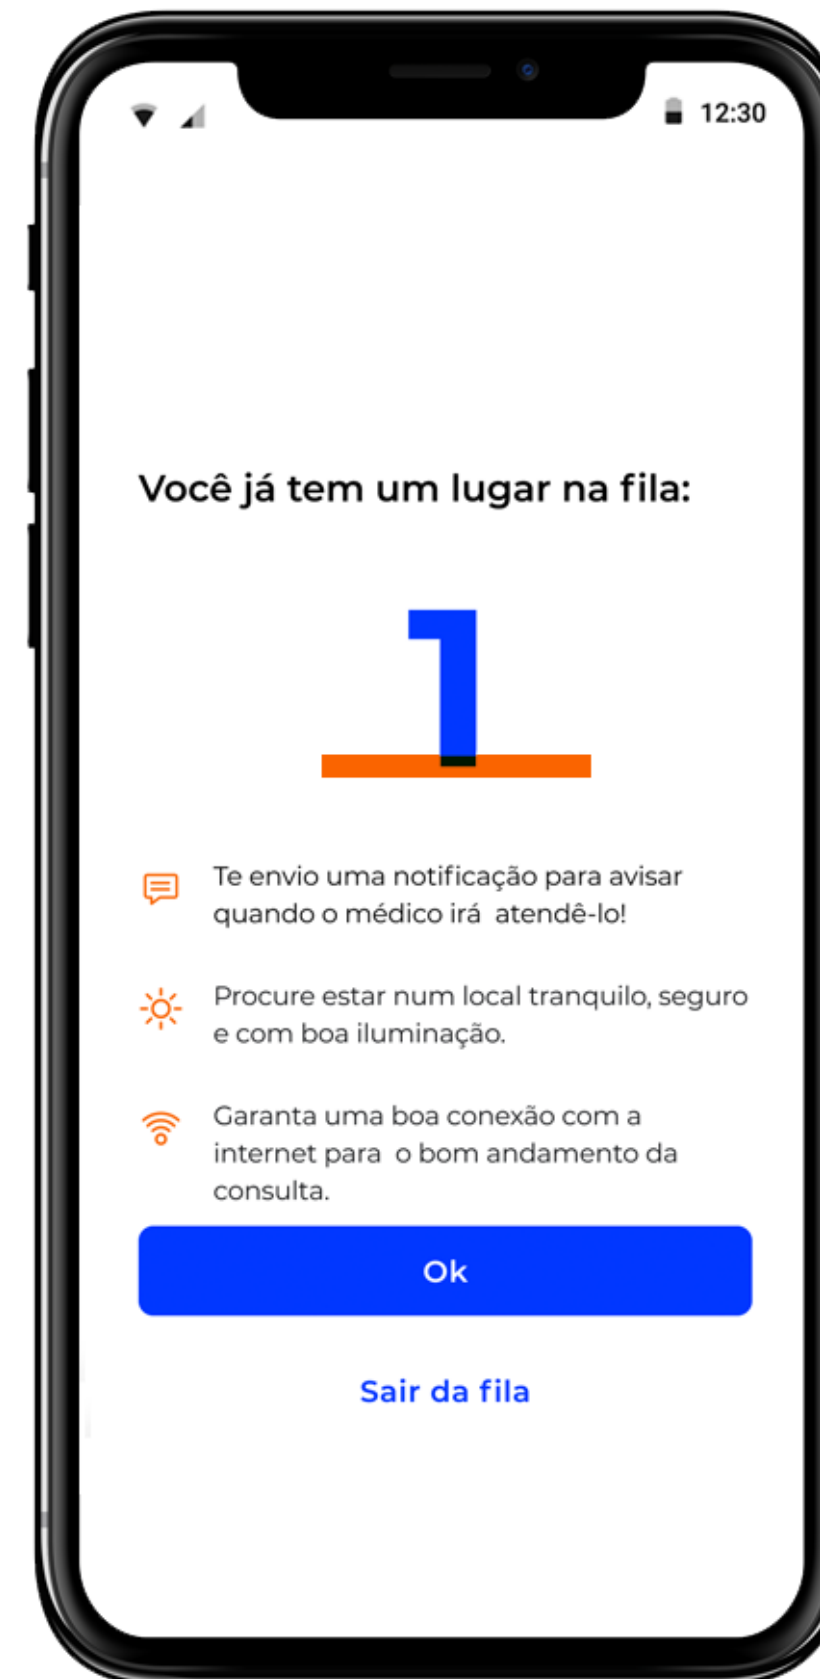 12:30
Você já tem um lugar na fila:
1
Te envio uma notificação para avisar
quando o médico irá  atendê-lo!
Procure estar num local tranquilo, seguro
e com boa iluminação.
Garanta uma boa conexão com a
internet para  o bom andamento da
consulta.
Ok
Sair da fila